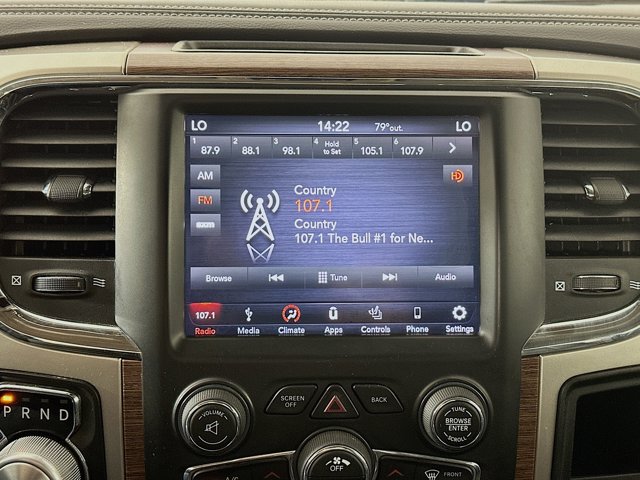 LO 14:22 79°out. LO
1 87.9 2 88.1 3 98.1 4 Hold to Set 5 105.1 6 107.9
AM
HD
Country
FM
107.1
Country
107.1 The Bull #1 for Ne...
Browse Tune Audio
107.1
Radio Media Climate Apps Controls Phone Settings
P R N D
VOLUME
SCREEN OFF
BACK
TUNE
BROWSE
ENTER
SCROLL
A/C
OFF
FRONT